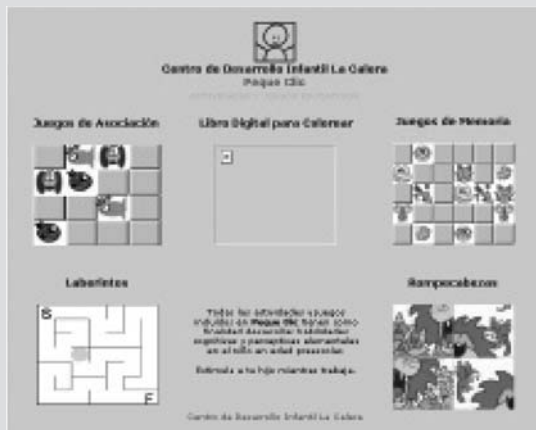 Centro de Desarrollo Infantil La Galera
Peque Clic
Juegos de Asociación
Libro Digital para Colorear
Juegos de Memoria
Laberintos
Rompecabezas
S
F
Todas las actividades y juegos
incluidos en Peque Clic tienen como
finalidad desarrollar habilidades
cognitivas y perceptivas elementales
en el niño en edad preescolar.
Estimula a tu hijo mientras trabaja.
Centro de Desarrollo Infantil La Galera